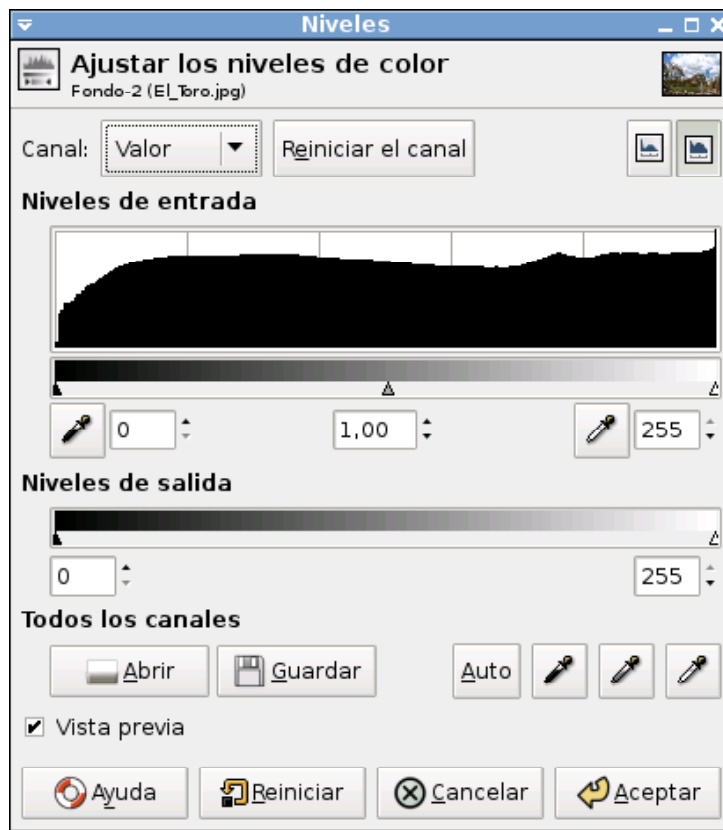 Niveles
Ajustar los niveles de color
Fondo-2 (El_Toro.jpg)
Canal: Valor Reiniciar el canal
Niveles de entrada
0 1,00 255
Niveles de salida
0 255
Todos los canales
Abrir Guardar Auto
Vista previa
Ayuda Reiniciar Cancelar Aceptar